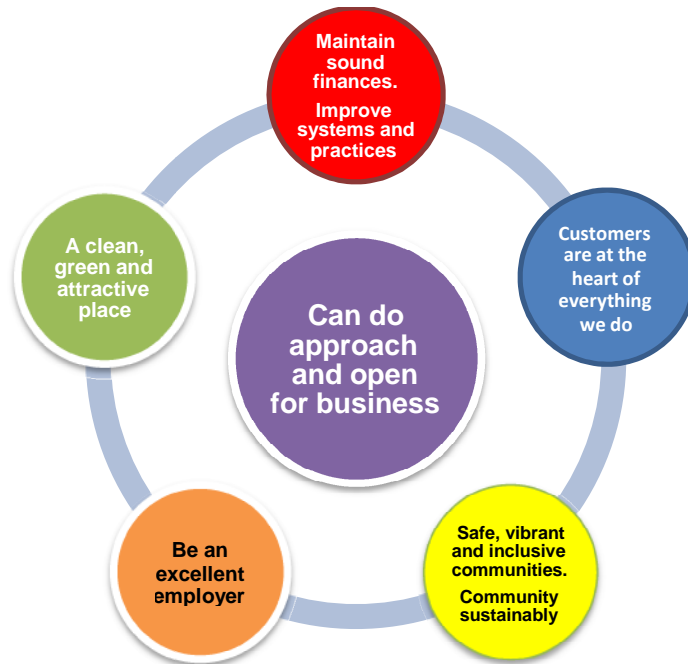 Maintain
sound
finances.
Improve
systems and
practices
Customers
are at the
heart of
everything
we do
A clean,
green and
attractive
place
Can do
approach
and open
for business
Safe, vibrant
and inclusive
communities.
Community
sustainably
Be an
excellent
employer